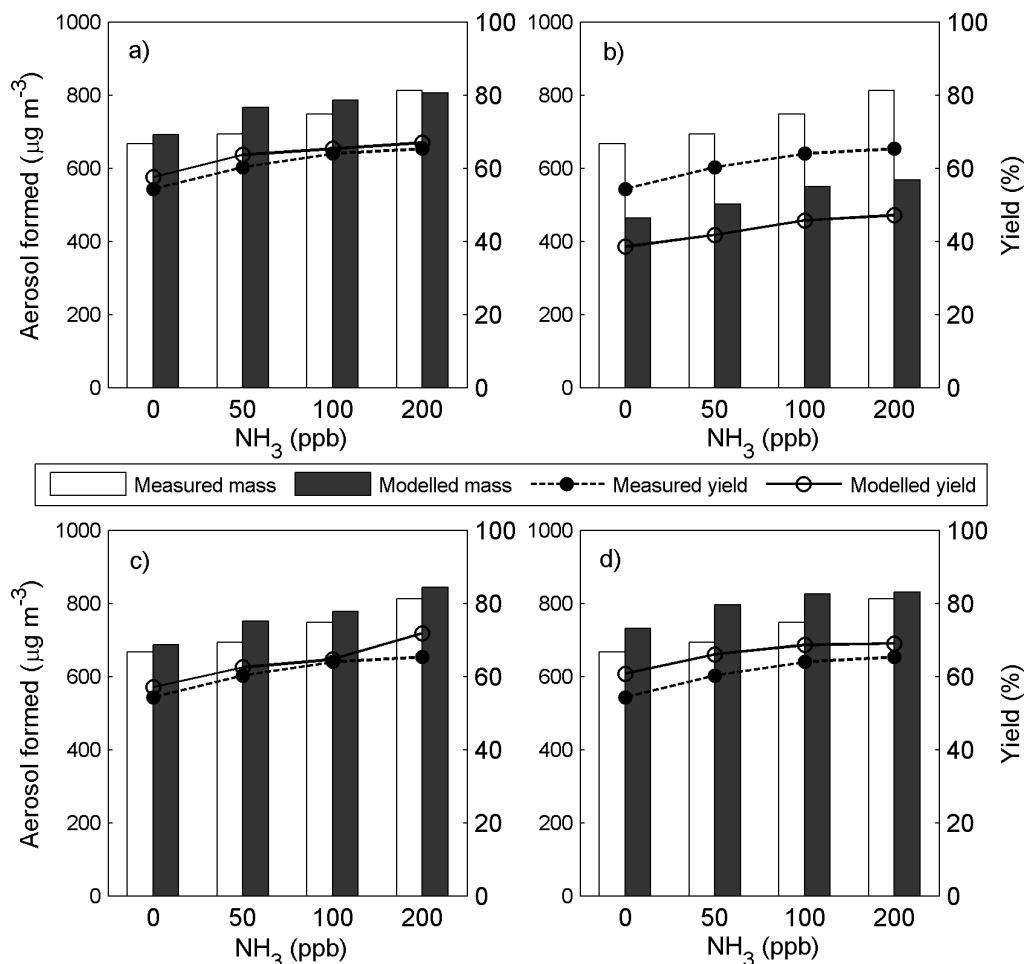 a)
Aerosol formed (μg m⁻³)
1000
800
600
400
200
0
100
80
60
40
20
0
0 50 100 200
NH₃ (ppb)
b)
1000
800
600
400
200
0
100
80
60
40
20
0
Yield (%)
0 50 100 200
NH₃ (ppb)
Measured mass Modelled mass Measured yield Modelled yield
c)
Aerosol formed (μg m⁻³)
1000
800
600
400
200
0
100
80
60
40
20
0
0 50 100 200
NH₃ (ppb)
d)
1000
800
600
400
200
0
100
80
60
40
20
0
Yield (%)
0 50 100 200
NH₃ (ppb)